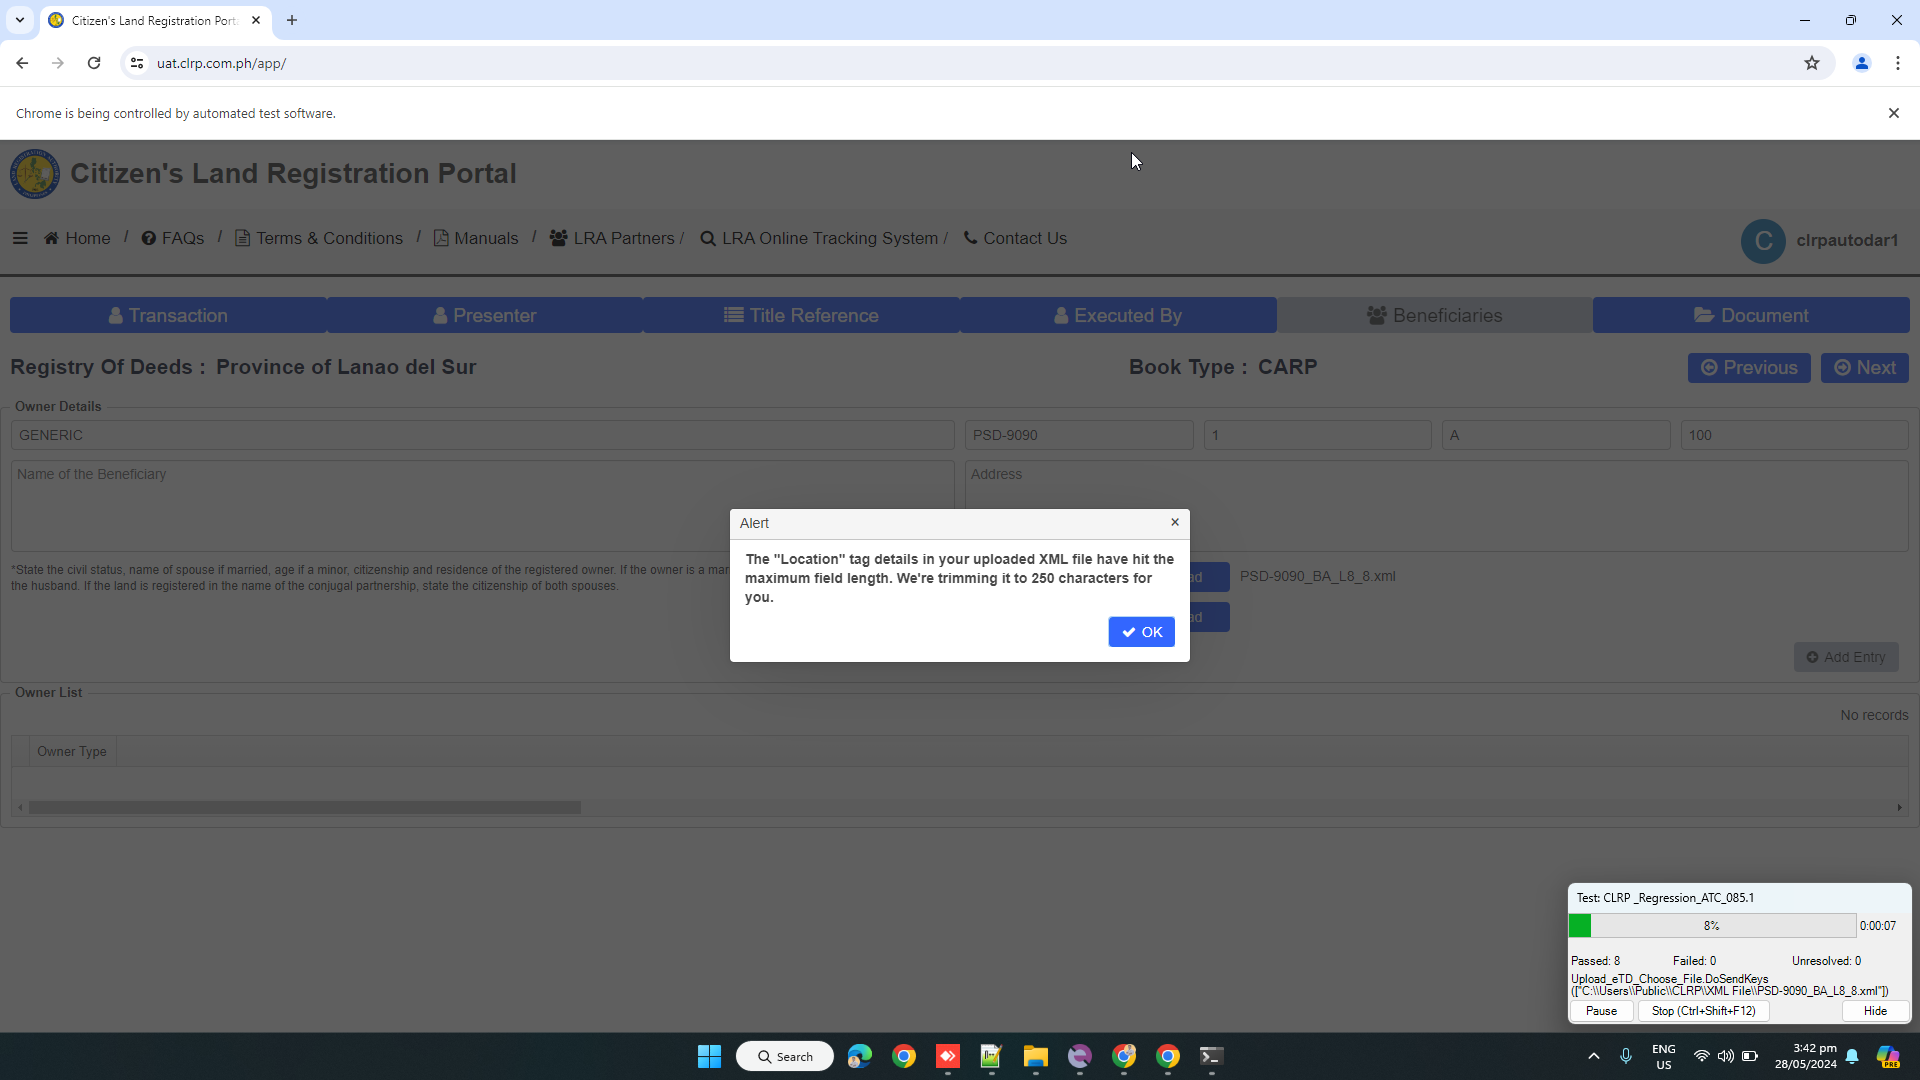 Citizen's Land Registration Port
uat.clrp.com.ph/app/
Chrome is being controlled by automated test software.
Citizen's Land Registration Portal
Home / FAQs / Terms & Conditions / Manuals / LRA Partners / LRA Online Tracking System / Contact Us
C clrpautodar1
Transaction Presenter Title Reference Executed By Beneficiaries Document
Registry Of Deeds : Province of Lanao del Sur Book Type : CARP Previous Next
Owner Details
GENERIC PSD-9090 1 A 100
Name of the Beneficiary Address
Alert
The "Location" tag details in your uploaded XML file have hit the
maximum field length. We're trimming it to 250 characters for
you.
OK
*State the civil status, name of spouse if married, age if a minor, citizenship and residence of the registered owner. If the owner is a mar
the husband. If the land is registered in the name of the conjugal partnership, state the citizenship of both spouses.
ad PSD-9090_BA_L8_8.xml
ad
Add Entry
Owner List
No records
Owner Type
Test: CLRP _Regression_ATC_085.1
8% 0:00:07
Passed: 8 Failed: 0 Unresolved: 0
Upload_eTD_Choose_File.DoSendKeys
(["C:\\Users\\Public\\CLRP\\XML File\\PSD-9090_BA_L8_8.xml"])
Pause Stop (Ctrl+Shift+F12) Hide
Search
ENG
US
3:42 pm
28/05/2024
PRE